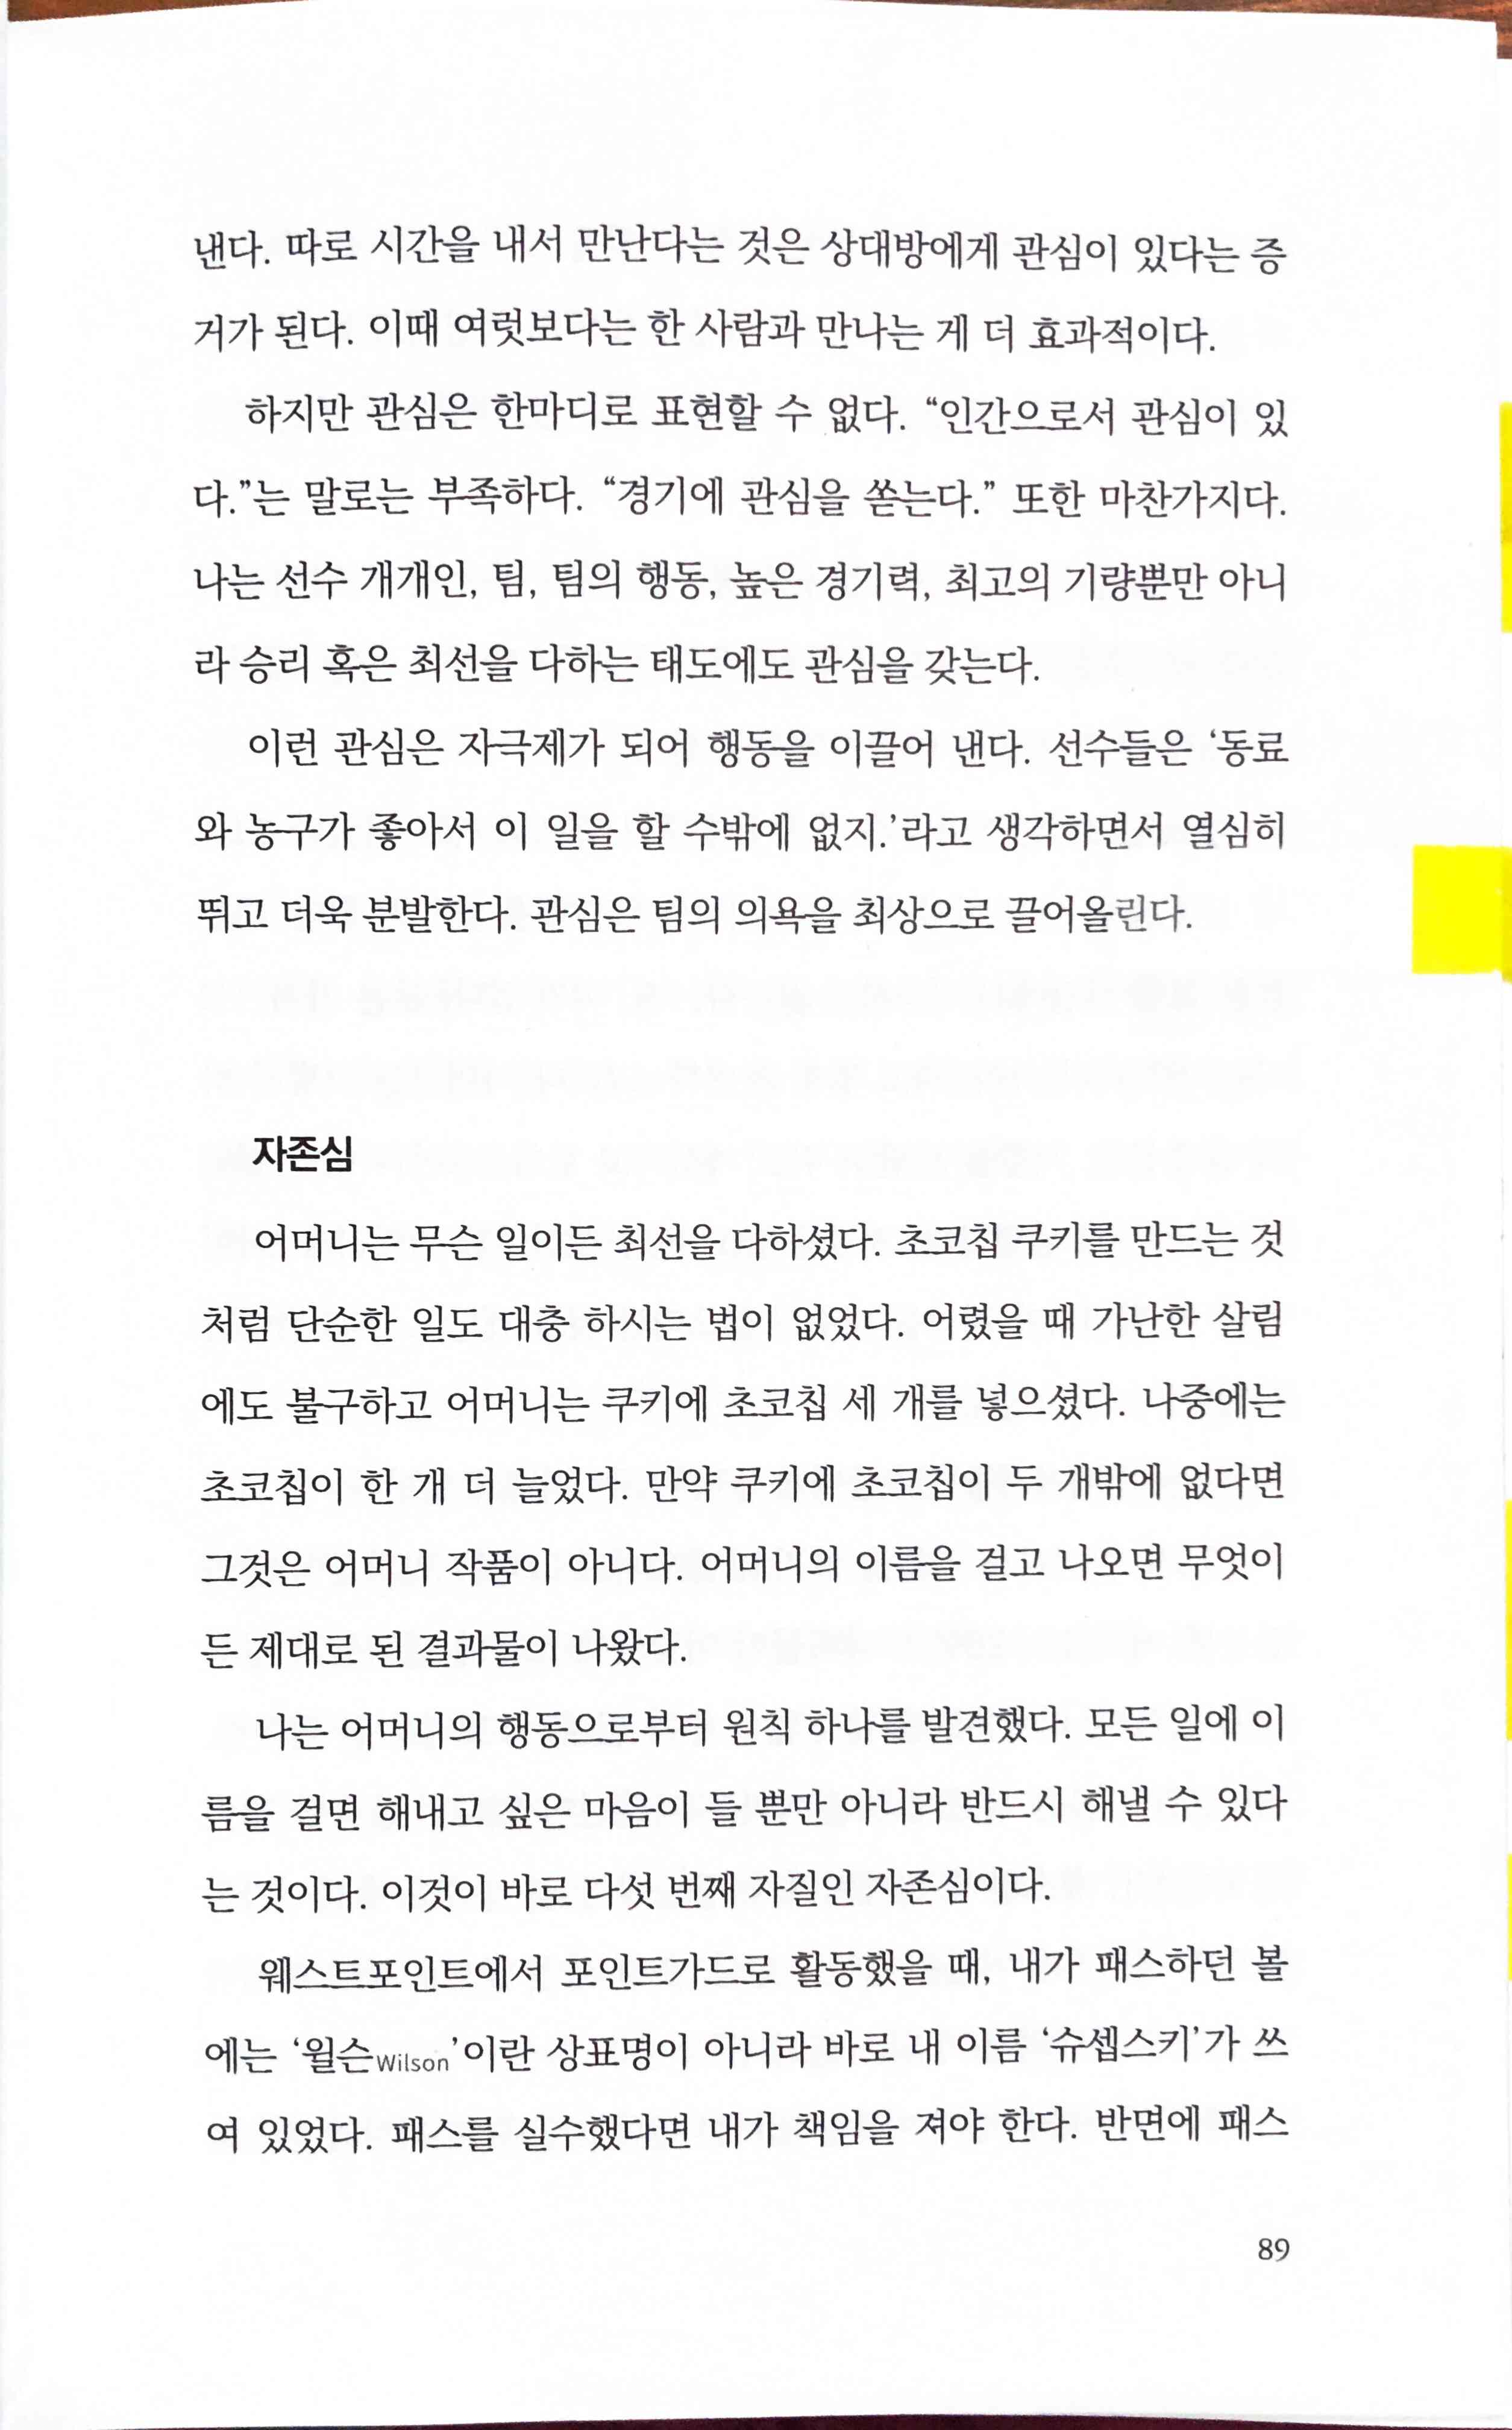 낸다. 따로 시간을 내서 만난다는 것은 상대방에게 관심이 있다는 증
거가 된다. 이때 여럿보다는 한 사람과 만나는 게 더 효과적이다.
하지만 관심은 한마디로 표현할 수 없다. “인간으로서 관심이 있
다.”는 말로는 부족하다. “경기에 관심을 쏟는다.” 또한 마찬가지다.
나는 선수 개개인, 팀, 팀의 행동, 높은 경기력, 최고의 기량뿐만 아니
라 승리 혹은 최선을 다하는 태도에도 관심을 갖는다.
이런 관심은 자극제가 되어 행동을 이끌어 낸다. 선수들은 ‘동료
와 농구가 좋아서 이 일을 할 수밖에 없지.’라고 생각하면서 열심히
뛰고 더욱 분발한다. 관심은 팀의 의욕을 최상으로 끌어올린다.
자존심
어머니는 무슨 일이든 최선을 다하셨다. 초코칩 쿠키를 만드는 것
처럼 단순한 일도 대충 하시는 법이 없었다. 어렸을 때 가난한 살림
에도 불구하고 어머니는 쿠키에 초코칩 세 개를 넣으셨다. 나중에는
초코칩이 한 개 더 늘었다. 만약 쿠키에 초코칩이 두 개밖에 없다면
그것은 어머니 작품이 아니다. 어머니의 이름을 걸고 나오면 무엇이
든 제대로 된 결과물이 나왔다.
나는 어머니의 행동으로부터 원칙 하나를 발견했다. 모든 일에 이
름을 걸면 해내고 싶은 마음이 들 뿐만 아니라 반드시 해낼 수 있다
는 것이다. 이것이 바로 다섯 번째 자질인 자존심이다.
웨스트포인트에서 포인트가드로 활동했을 때, 내가 패스하던 볼
에는 ‘윌슨Wilson’이란 상표명이 아니라 바로 내 이름 ‘슈셉스키’가 쓰
여 있었다. 패스를 실수했다면 내가 책임을 져야 한다. 반면에 패스
89